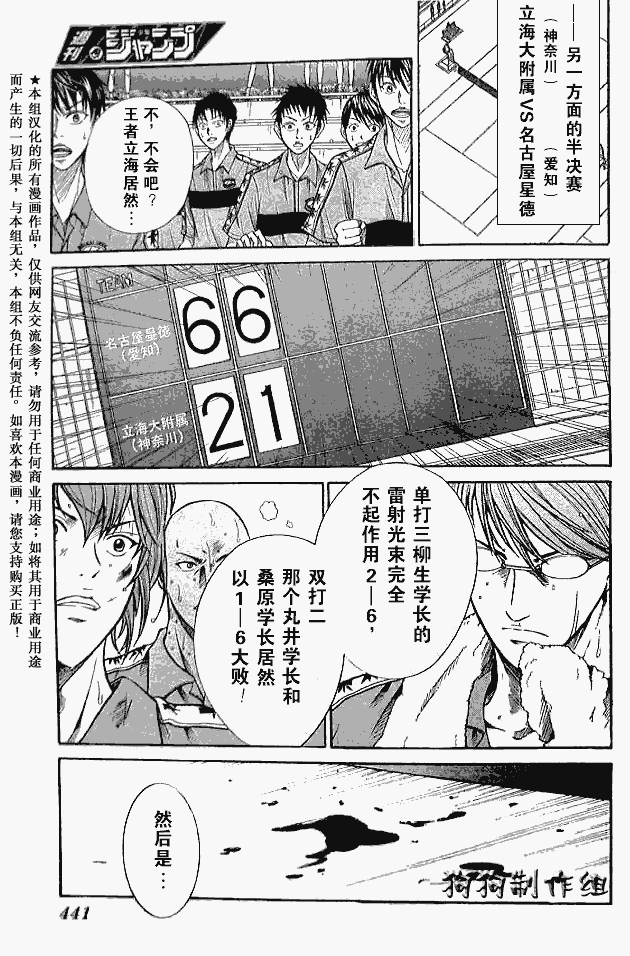 ——另一方面的半决赛
（神奈川）　（爱知）
立海大附属VS名古屋星德
週刊少年ジャンプ
不，不会吧？
王者立海居然…
TEAM
名古屋星德
（爱知）
6 6
立海大附属
（神奈川）
2 1
单打三柳生学长的
雷射光束完全
不起作用2—6，
双打二
那个丸井学长和
桑原学长居然
以1—6大败！
然后是…
狗狗制作组
441
★本组汉化的所有漫画作品，仅供网友交流参考，请勿用于任何商业用途；如将其用于商业用途
而产生的一切后果，与本组无关，本组不负任何责任。如喜欢本漫画，请您支持购买正版！